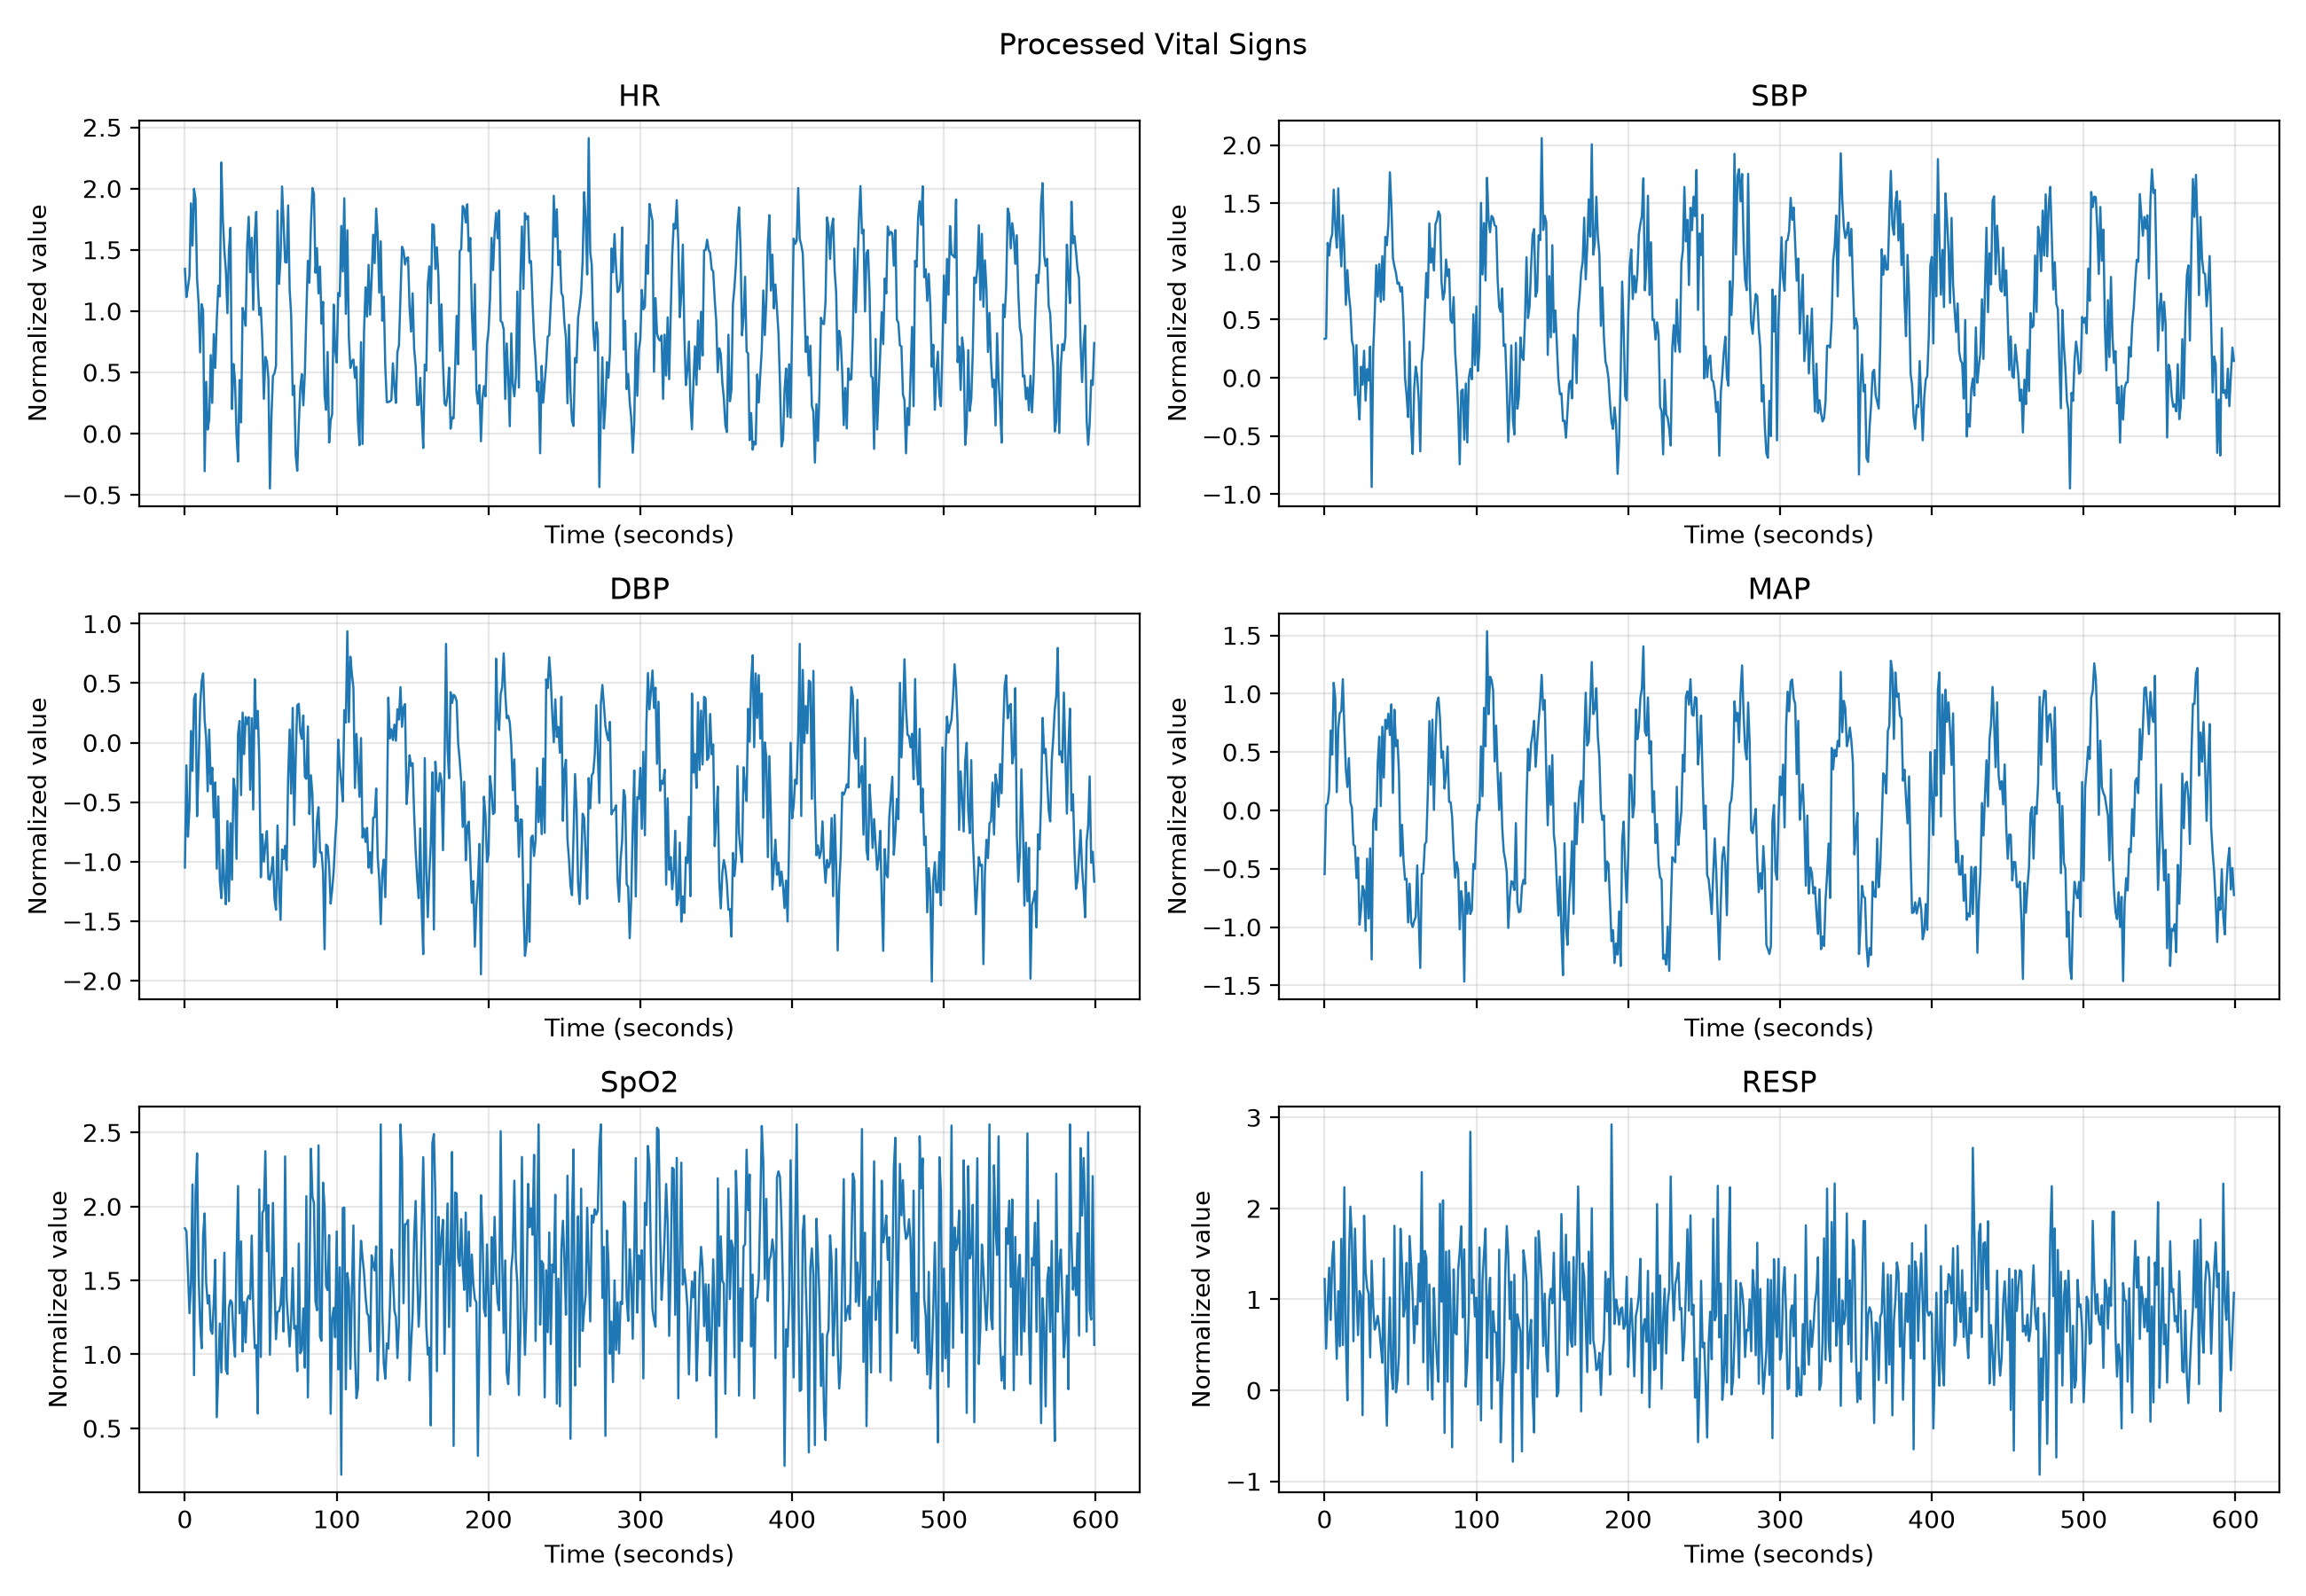 Processed Vital Signs
HR
2.5
2.0
1.5
1.0
0.5
0.0
−0.5
Normalized value
Time (seconds)
SBP
2.0
1.5
1.0
0.5
0.0
−0.5
−1.0
Normalized value
Time (seconds)
DBP
1.0
0.5
0.0
−0.5
−1.0
−1.5
−2.0
Normalized value
Time (seconds)
MAP
1.5
1.0
0.5
0.0
−0.5
−1.0
−1.5
Normalized value
Time (seconds)
SpO2
2.5
2.0
1.5
1.0
0.5
Normalized value
0 100 200 300 400 500 600
Time (seconds)
RESP
3
2
1
0
−1
Normalized value
0 100 200 300 400 500 600
Time (seconds)